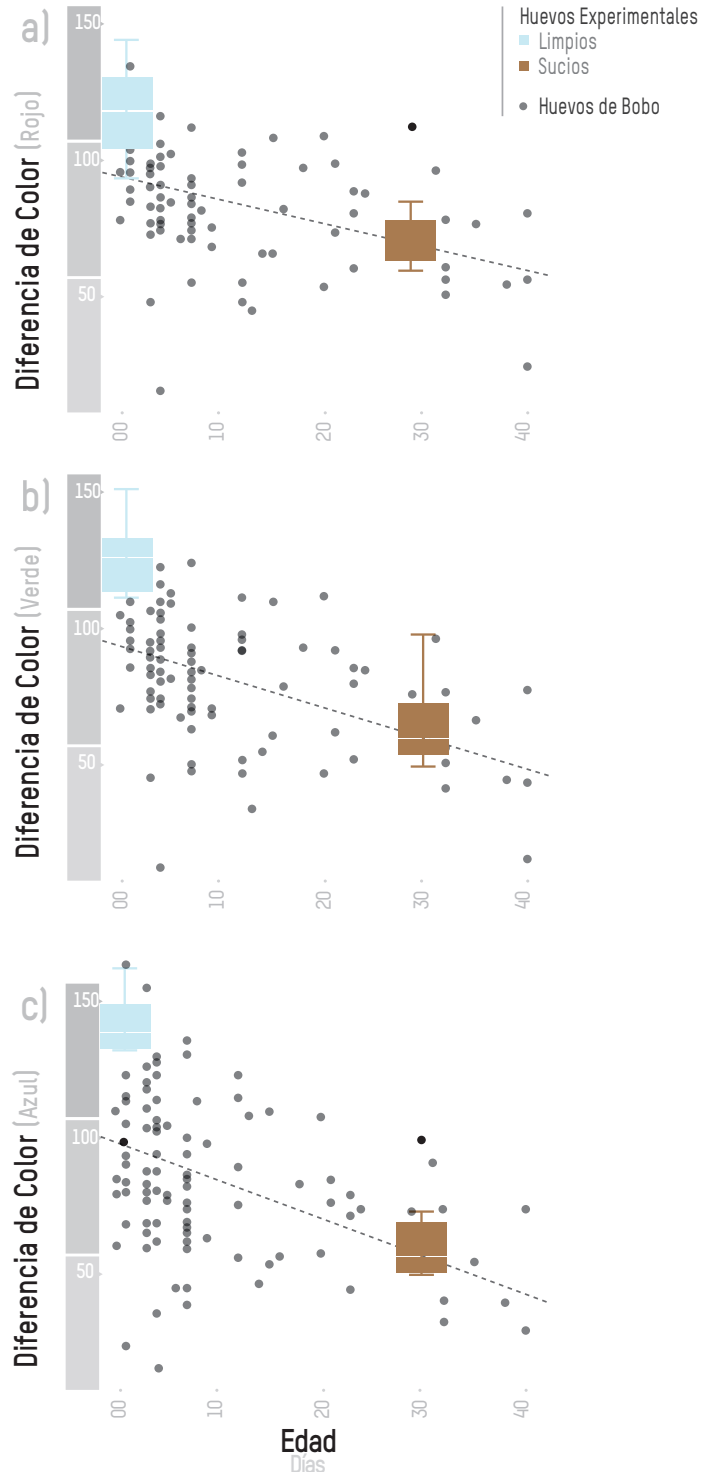 a)
Diferencia de Color (Rojo)
150
100
50
00
10
20
30
40
Huevos Experimentales
Limpios
Sucios
Huevos de Bobo
b)
Diferencia de Color (Verde)
150
100
50
00
10
20
30
40
c)
Diferencia de Color (Azul)
150
100
50
00
10
20
30
40
Edad
Días